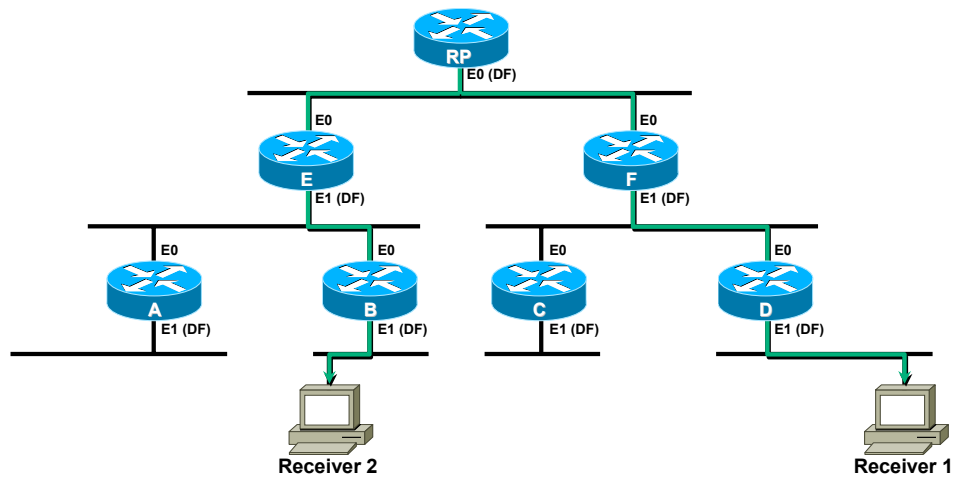 RP
E0 (DF)
E0 E0
E F
E1 (DF) E1 (DF)
E0 E0 E0 E0
A B C D
E1 (DF) E1 (DF) E1 (DF) E1 (DF)
Receiver 2 Receiver 1